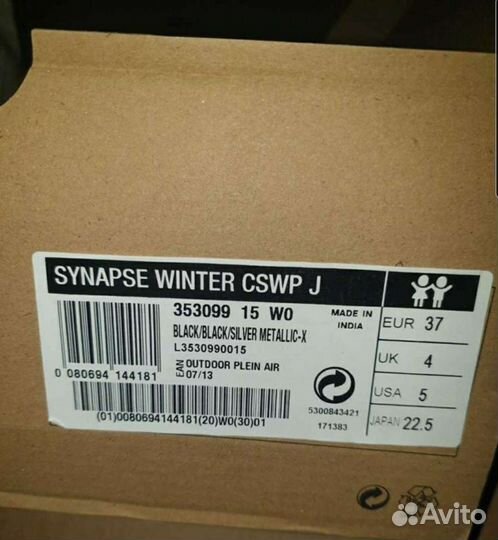 SYNAPSE WINTER CSWP J
353099 15 W0
MADE IN
INDIA
BLACK/BLACK/SILVER METALLIC-X
L3530990015
EAN
OUTDOOR PLEIN AIR
07/13
0 080694 144181
(01)0080694144181(20)W0(30)01
5300843421
171383
EUR 37
UK 4
USA 5
JAPAN 22.5
Avito